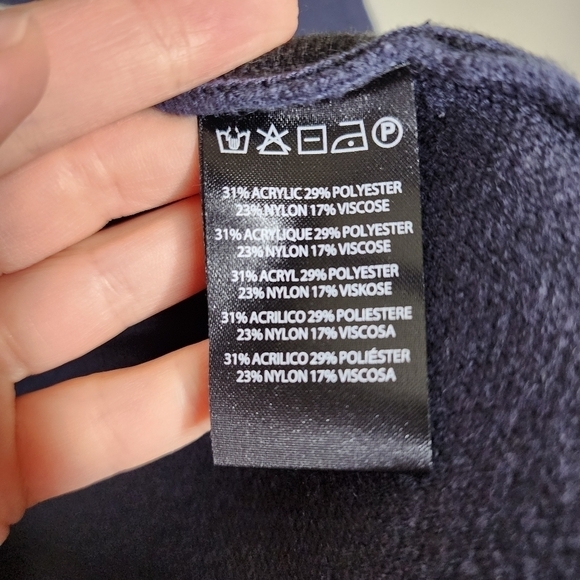 P
31% ACRYLIC 29% POLYESTER
23% NYLON 17% VISCOSE
31% ACRYLIQUE 29% POLYESTER
23% NYLON 17% VISCOSE
31% ACRYL 29% POLYESTER
23% NYLON 17% VISKOSE
31% ACRILICO 29% POLIESTERE
23% NYLON 17% VISCOSA
31% ACRILICO 29% POLIÉSTER
23% NYLON 17% VISCOSA